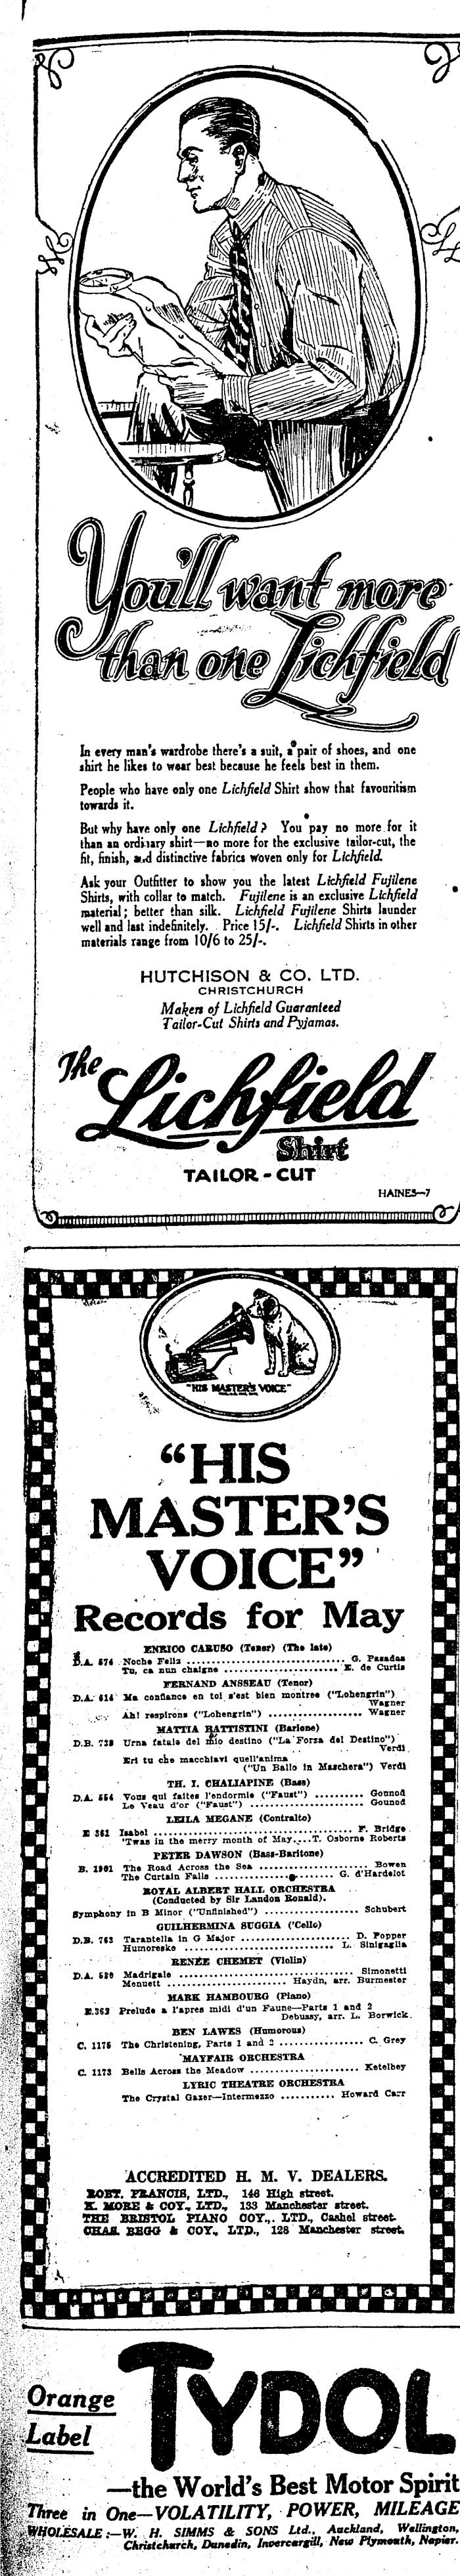 You'll want more
than one Lichfield
In every man's wardrobe there's a suit, a pair of shoes, and one
shirt he likes to wear best because he feels best in them.
People who have only one Lichfield Shirt show that favouritism
towards it.
But why have only one Lichfield? You pay no more for it
than an ordinary shirt—no more for the exclusive tailor-cut, the
fit, finish, and distinctive fabrics woven only for Lichfield.
Ask your Outfitter to show you the latest Lichfield Fujilene
Shirts, with collar to match. Fujilene is an exclusive Lichfield
material; better than silk. Lichfield Fujilene Shirts launder
well and last indefinitely. Price 15/-. Lichfield Shirts in other
materials range from 10/6 to 25/-.
HUTCHISON & CO. LTD.
CHRISTCHURCH
Makers of Lichfield Guaranteed
Tailor-Cut Shirts and Pyjamas.
The
Lichfield
Shirt
TAILOR-CUT
HAINES—7
"HIS MASTER'S VOICE"
"HIS
MASTER'S
VOICE"
Records for May
ENRICO CARUSO (Tenor) (The late)
D.A. 574 Noche Feliz ........ G. Pasadas
Tu, ca nun chaigne ........ E. de Curtis
FERNAND ANSSEAU (Tenor)
D.A. 414 Ma confiance en toi s'est bien montree ("Lohengrin")
Wagner
Ah! respirons ("Lohengrin") ........ Wagner
MATTIA BATTISTINI (Barione)
D.B. 738 Urna fatale del mio destino ("La Forza del Destino")
Verdi
Eri tu che macchiavi quell'anima
("Un Ballo in Maschera") Verdi
TH. I. CHALIAPINE (Bass)
D.A. 554 Vous qui faites l'endormie ("Faust") ........ Gounod
Le Veau d'or ("Faust") ........ Gounod
LEILA MEGANE (Contralto)
E 361 Isabel ........ F. Bridge
'Twas in the merry month of May....T. Osborne Roberts
PETER DAWSON (Bass-Baritone)
B. 1901 The Road Across the Sea ........ Bowen
The Curtain Falls ........ G. d'Hardelot
ROYAL ALBERT HALL ORCHESTRA
(Conducted by Sir Landon Ronald).
Symphony in B Minor ("Unfinished") ........ Schubert
GUILHERMINA SUGGIA ('Cello)
D.B. 763 Tarantella in G Major ........ D. Popper
Humoreske ........ L. Sinigaglia
RENÉE CHEMET (Violin)
D.A. 520 Madrigale ........ Simonetti
Menuett ........ Haydn, arr. Burmester
MARK HAMBOURG (Piano)
E.363 Prelude a l'apres midi d'un Faune—Parts 1 and 2
Debussy, arr. L. Borwick.
BEN LAWES (Humorous)
C. 1175 The Christening, Parts 1 and 2 ........ C. Grey
MAYFAIR ORCHESTRA
C. 1173 Bells Across the Meadow ........ Ketelbey
LYRIC THEATRE ORCHESTRA
The Crystal Gazer—Intermezzo ........ Howard Carr
ACCREDITED H. M. V. DEALERS.
ROBT. FRANCIS, LTD., 146 High street.
K. MORE & COY., LTD., 133 Manchester street.
THE BRISTOL PIANO COY., LTD., Cashel street.
CHAS. BEGG & COY., LTD., 128 Manchester street.
Orange
Label
TYDOL
—the World's Best Motor Spirit
Three in One—VOLATILITY, POWER, MILEAGE
WHOLESALE:—W. H. SIMMS & SONS Ltd., Auckland, Wellington,
Christchurch, Dunedin, Invercargill, New Plymouth, Napier.